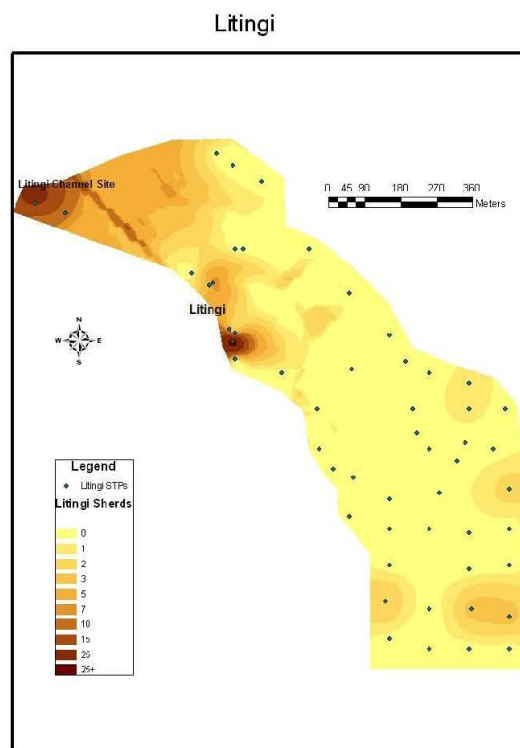 Litingi
Litingi Channel Site
0 45 90 180 270 360
Meters
Litingi
N
W E
S
Legend
Litingi STPs
Litingi Sherds
0
1
2
3
5
7
10
15
25
25+